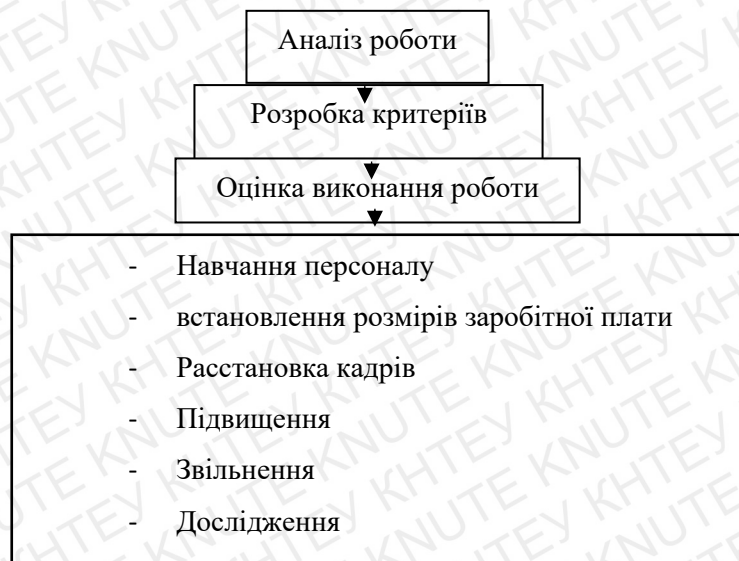 Аналіз роботи
Розробка критеріїв
Оцінка виконання роботи
- Навчання персоналу
- встановлення розмірів заробітної плати
- Расстановка кадрів
- Підвищення
- Звільнення
- Дослідження